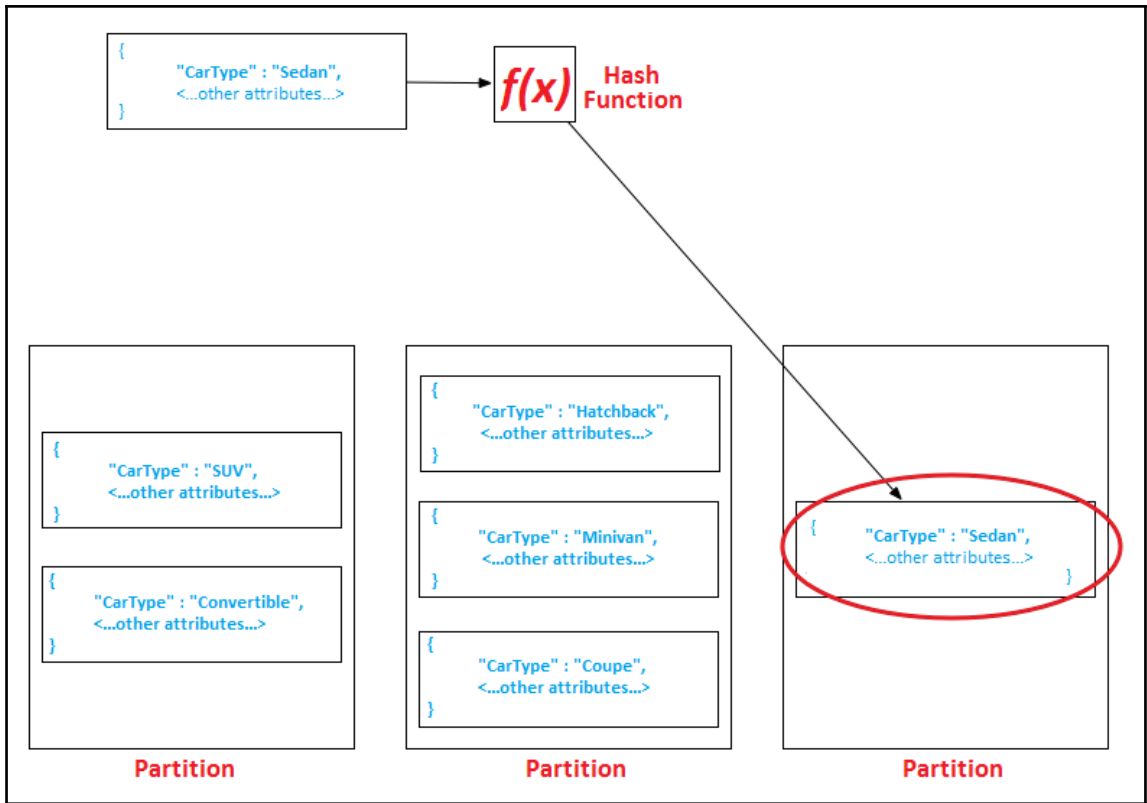 {
"CarType" : "Sedan",
<...other attributes...>
}
f(x)
Hash
Function
{
"CarType" : "SUV",
<...other attributes...>
}
{
"CarType" : "Convertible",
<...other attributes...>
}
Partition
{
"CarType" : "Hatchback",
<...other attributes...>
}
{
"CarType" : "Minivan",
<...other attributes...>
}
{
"CarType" : "Coupe",
<...other attributes...>
}
Partition
{
"CarType" : "Sedan",
<...other attributes...>
}
Partition